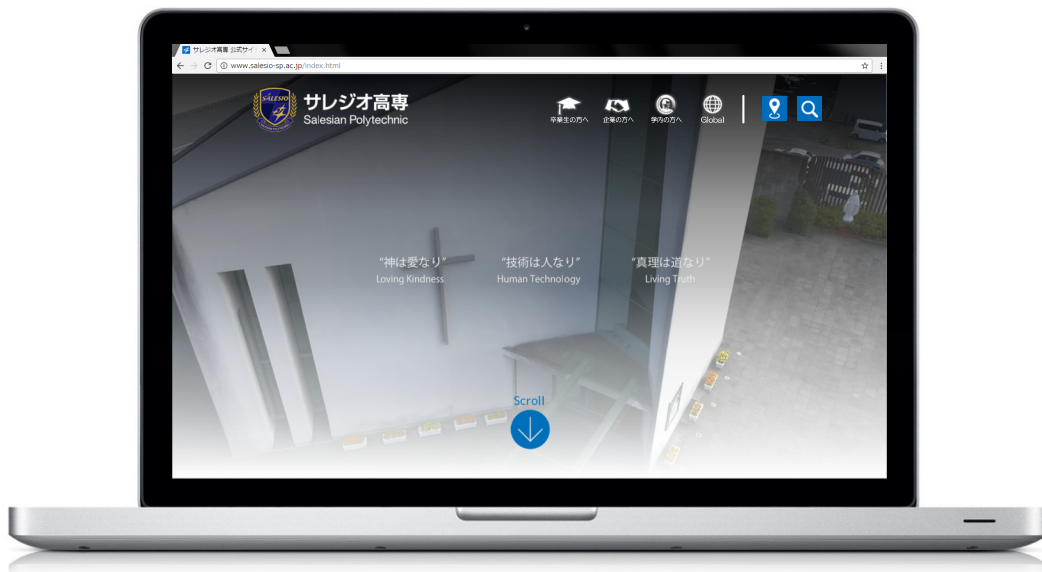 サレジオ高専 公式サイ
www.salesio-sp.ac.jp/index.html
SALESIO
サレジオ高専
Salesian Polytechnic
卒業生の方へ
企業の方へ
学内の方へ
Global
“神は愛なり”
Loving Kindness
“技術は人なり”
Human Technology
“真理は道なり”
Living Truth
Scroll